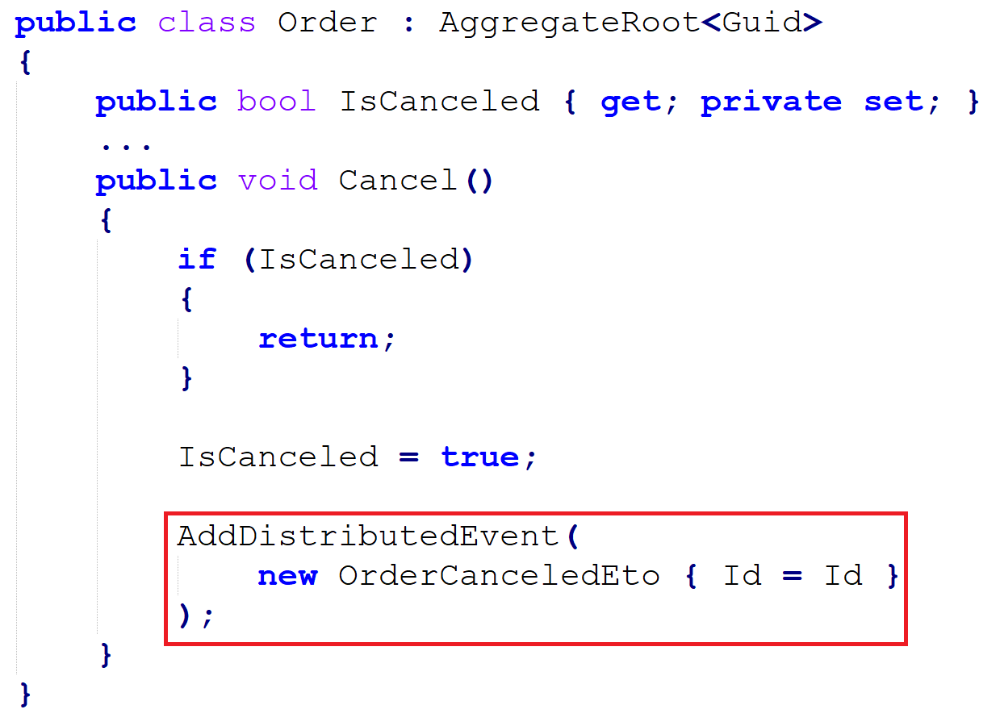 public class Order : AggregateRoot<Guid>
{
    public bool IsCanceled { get; private set; }
    ...
    public void Cancel()
    {
        if (IsCanceled)
        {
            return;
        }

        IsCanceled = true;

        AddDistributedEvent(
            new OrderCanceledEto { Id = Id }
        );
    }
}